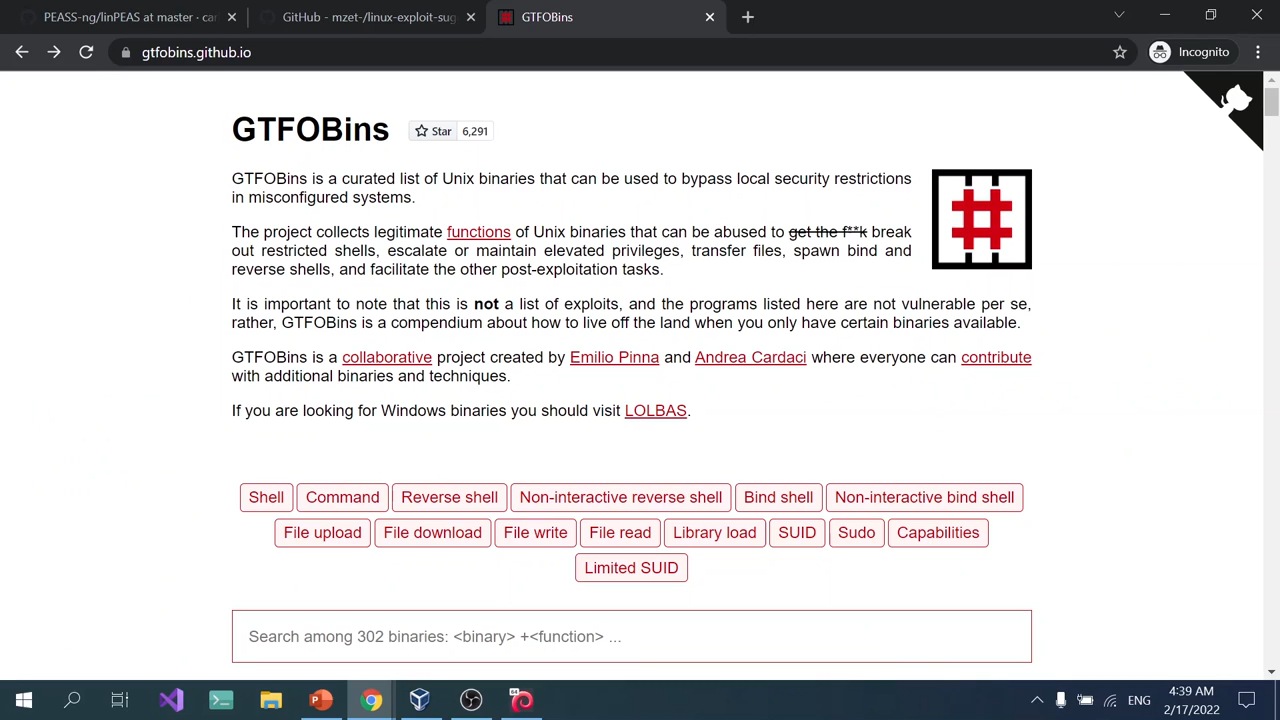 PEASS-ng/linPEAS at master · car
GitHub - mzet-/linux-exploit-sug
GTFOBins
gtfobins.github.io
Incognito
GTFOBins
Star
6,291
GTFOBins is a curated list of Unix binaries that can be used to bypass local security restrictions
in misconfigured systems.
The project collects legitimate functions of Unix binaries that can be abused to get the f**k break
out restricted shells, escalate or maintain elevated privileges, transfer files, spawn bind and
reverse shells, and facilitate the other post-exploitation tasks.
It is important to note that this is not a list of exploits, and the programs listed here are not vulnerable per se,
rather, GTFOBins is a compendium about how to live off the land when you only have certain binaries available.
GTFOBins is a collaborative project created by Emilio Pinna and Andrea Cardaci where everyone can contribute
with additional binaries and techniques.
If you are looking for Windows binaries you should visit LOLBAS.
Shell Command Reverse shell Non-interactive reverse shell Bind shell Non-interactive bind shell
File upload File download File write File read Library load SUID Sudo Capabilities
Limited SUID
Search among 302 binaries: <binary> +<function> ...
64
ENG
4:39 AM
2/17/2022